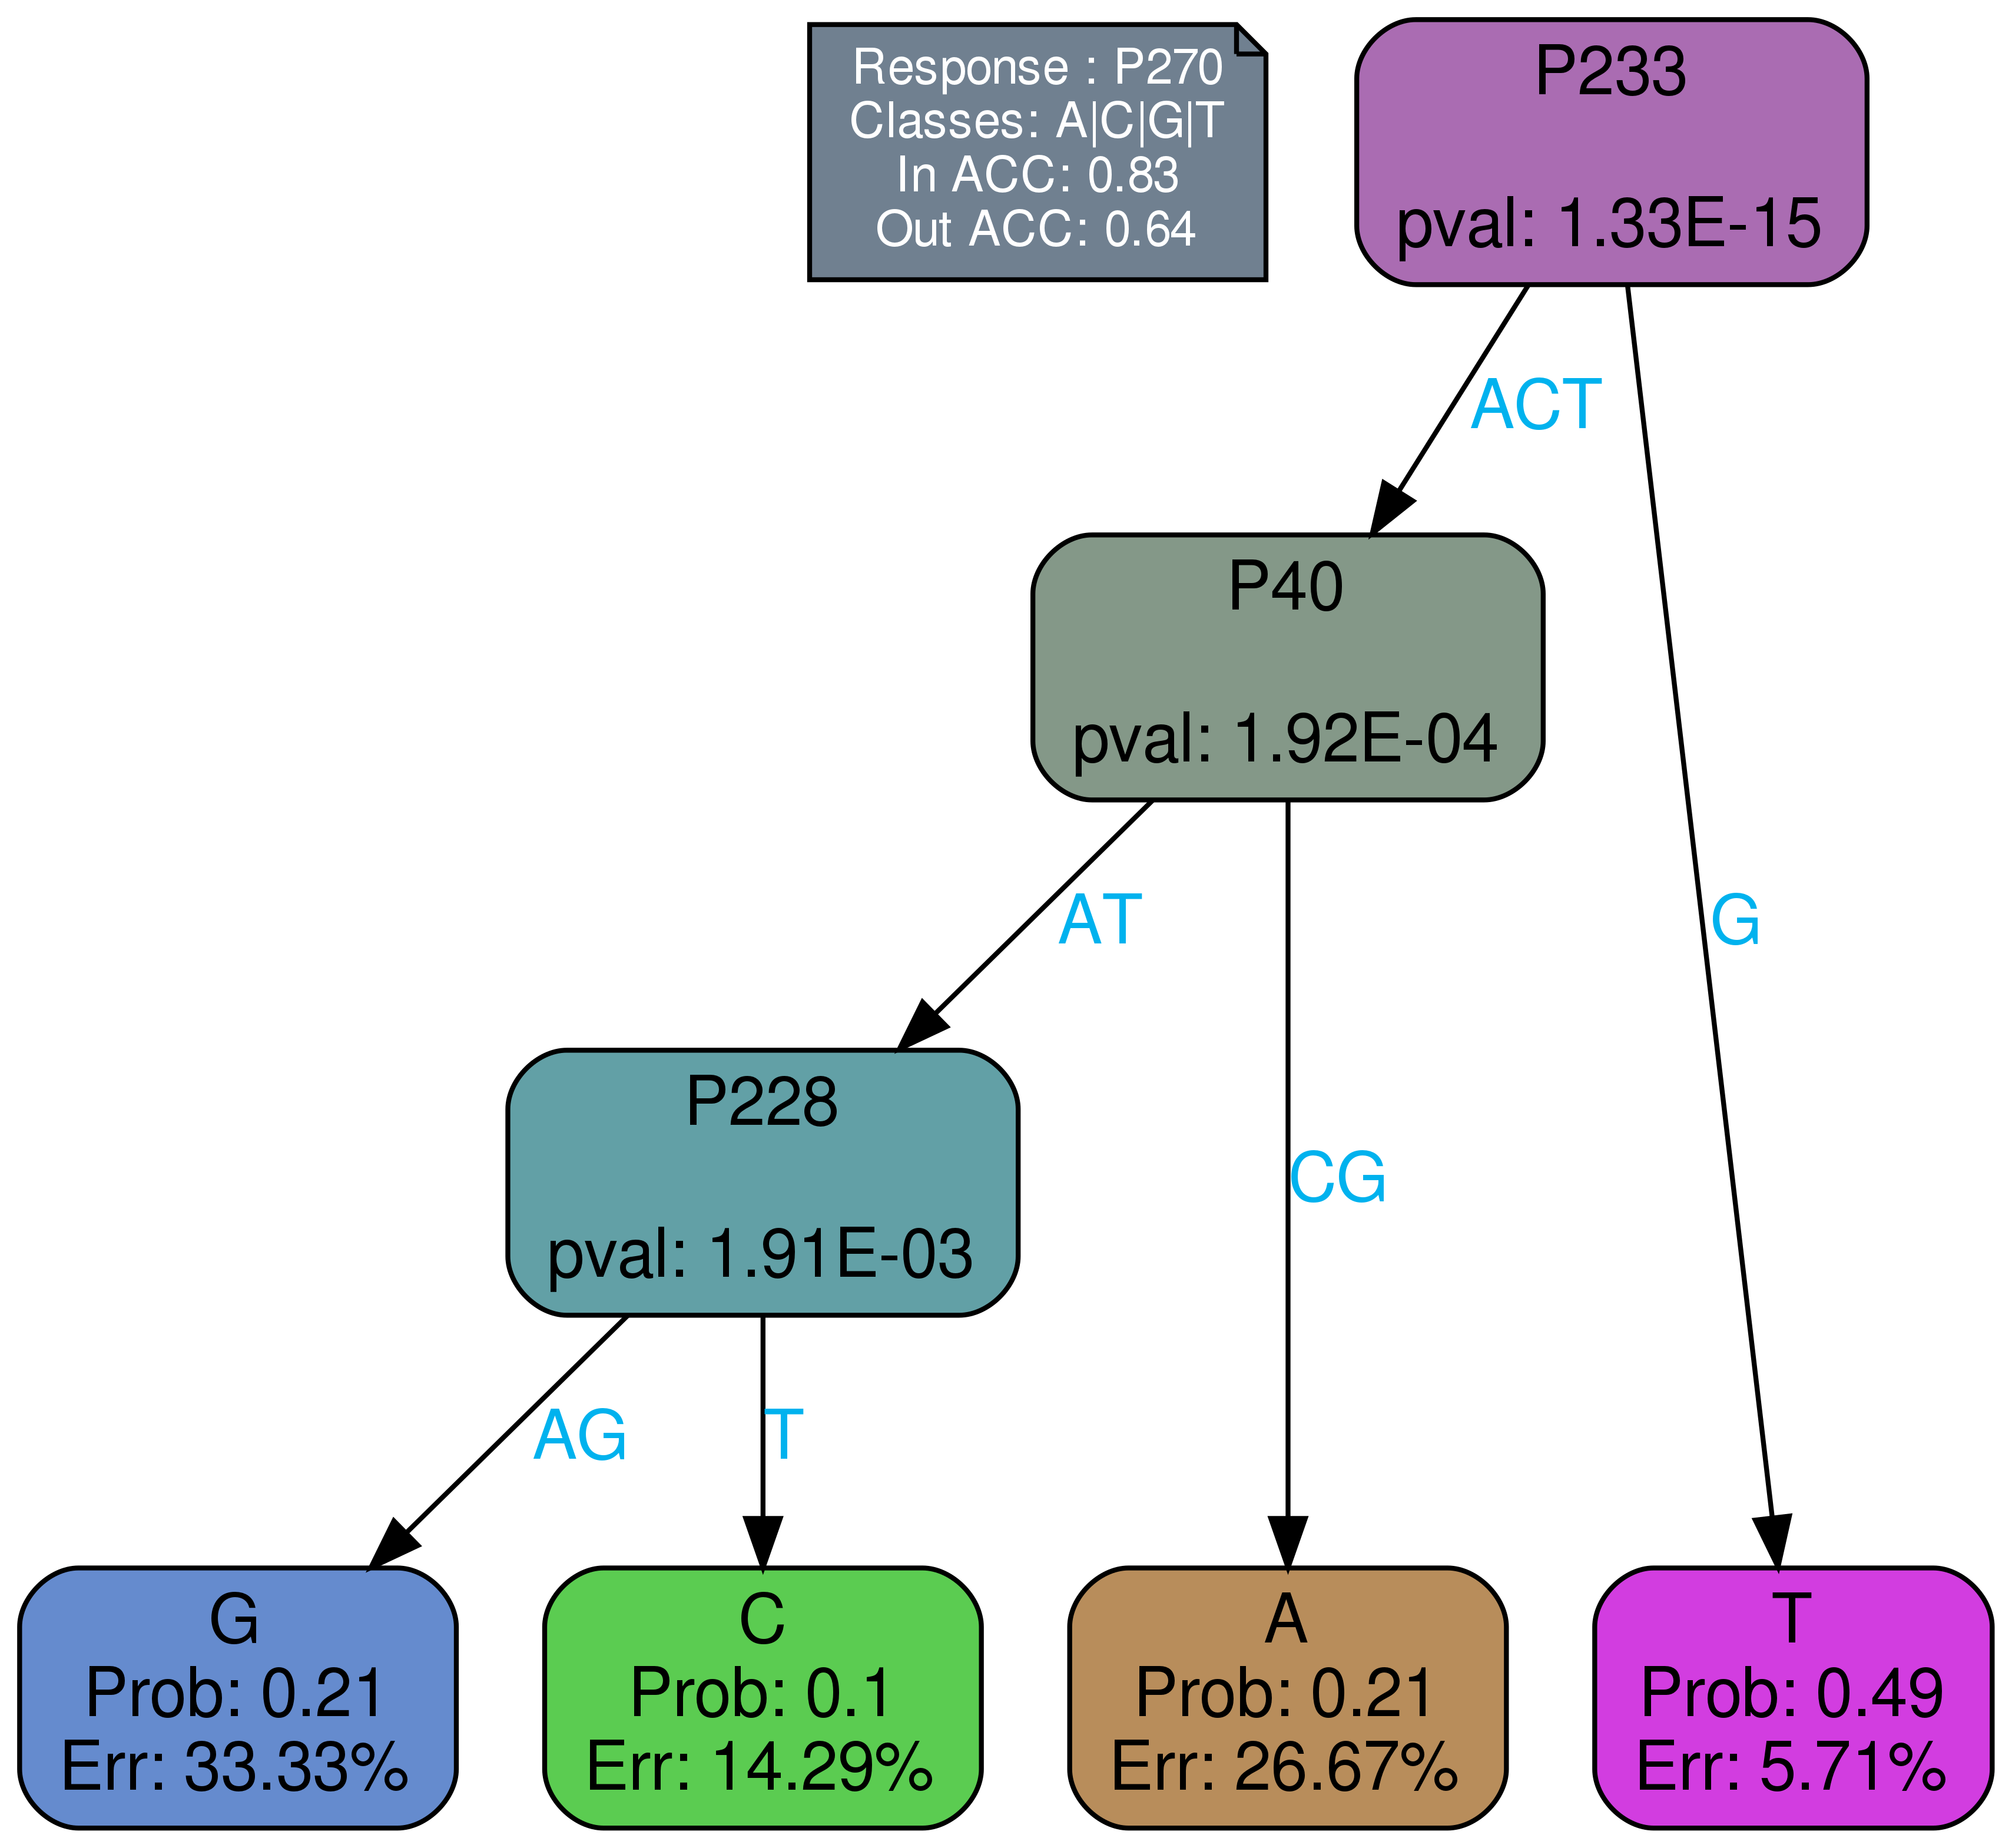 Response : P270
Classes: A|C|G|T
In ACC: 0.83
Out ACC: 0.64
P233
pval: 1.33E-15
ACT
P40
pval: 1.92E-04
AT
G
P228
pval: 1.91E-03
CG
AG
T
G
Prob: 0.21
Err: 33.33%
C
Prob: 0.1
Err: 14.29%
A
Prob: 0.21
Err: 26.67%
T
Prob: 0.49
Err: 5.71%